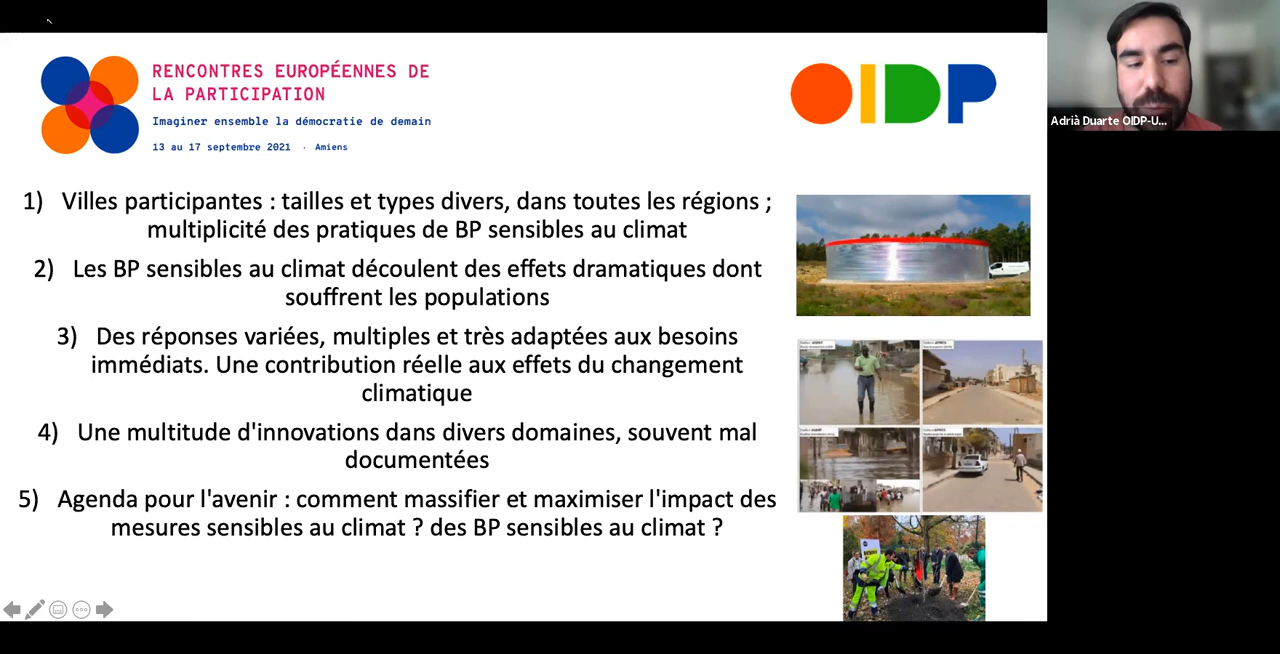 RENCONTRES EUROPÉENNES DE
LA PARTICIPATION
Imaginer ensemble la démocratie de demain
13 au 17 septembre 2021 · Amiens
OIDP
Adrià Duarte OIDP-U...
1) Villes participantes : tailles et types divers, dans toutes les régions ;
multiplicité des pratiques de BP sensibles au climat
2) Les BP sensibles au climat découlent des effets dramatiques dont
souffrent les populations
3) Des réponses variées, multiples et très adaptées aux besoins
immédiats. Une contribution réelle aux effets du changement
climatique
4) Une multitude d'innovations dans divers domaines, souvent mal
documentées
5) Agenda pour l'avenir : comment massifier et maximiser l'impact des
mesures sensibles au climat ? des BP sensibles au climat ?